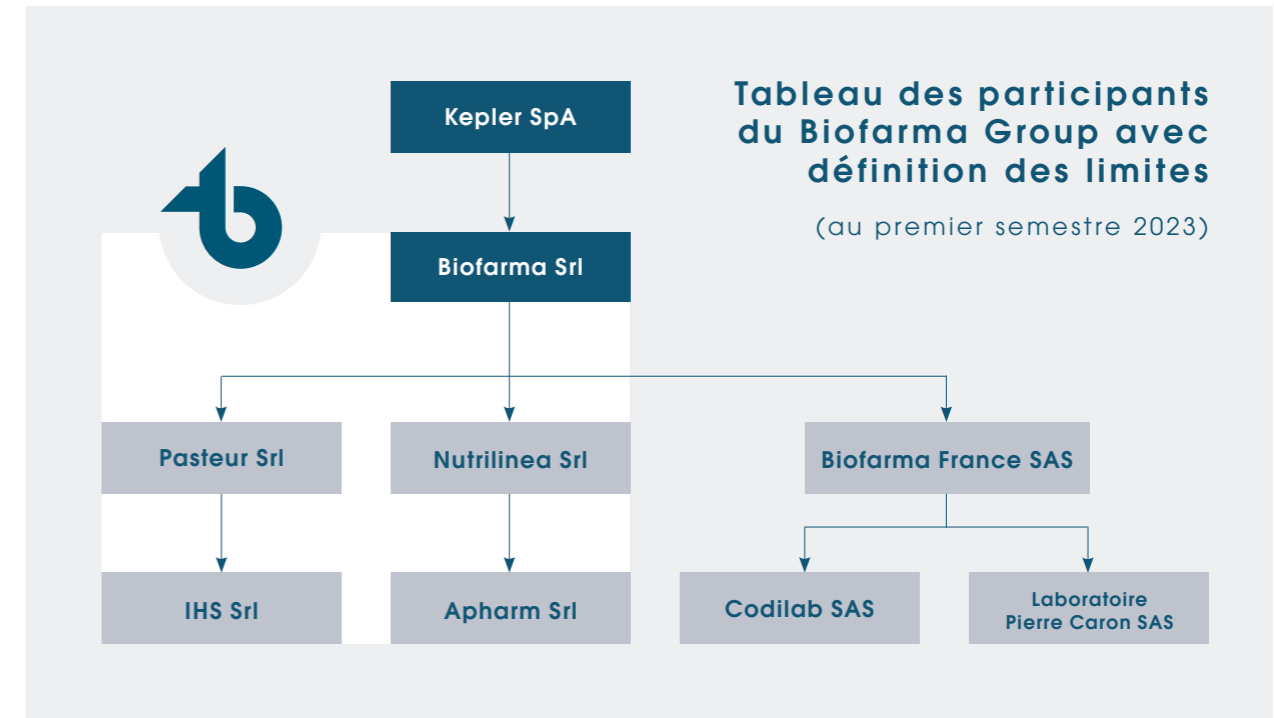 Kepler SpA
Tableau des participants
du Biofarma Group avec
définition des limites
(au premier semestre 2023)
Biofarma Srl
Pasteur Srl
Nutrilinea Srl
Biofarma France SAS
IHS Srl
Apharm Srl
Codilab SAS
Laboratoire
Pierre Caron SAS